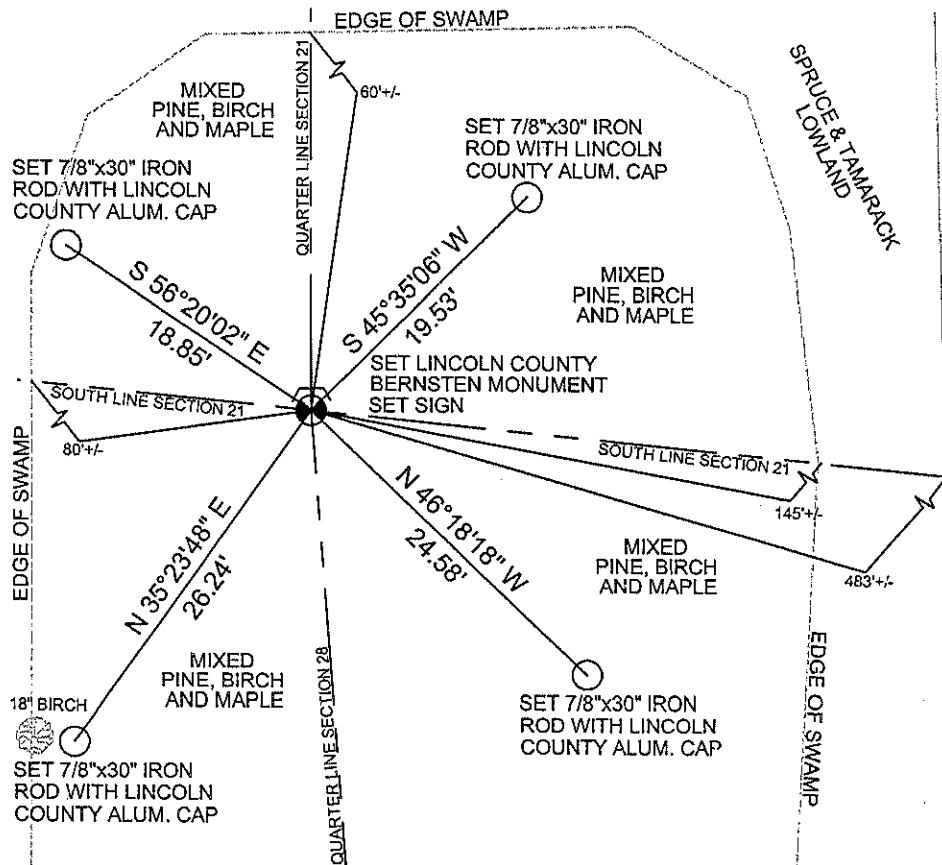 EDGE OF SWAMP
MIXED
PINE, BIRCH
AND MAPLE
QUARTER LINE SECTION 21
60'+/-
SPRUCE & TAMARACK
LOWLAND
SET 7/8"x30" IRON
ROD WITH LINCOLN
COUNTY ALUM. CAP
SET 7/8"x30" IRON
ROD WITH LINCOLN
COUNTY ALUM. CAP
S 56°20'02" E
18.85'
S 45°35'06" W
19.53'
MIXED
PINE, BIRCH
AND MAPLE
SET LINCOLN COUNTY
BERNSTEN MONUMENT
SET SIGN
SOUTH LINE SECTION 21
80'+/-
SOUTH LINE SECTION 21
145'+/-
483'+/-
EDGE OF SWAMP
N 35°23'48" E
26.24'
N 46°18'18" W
24.58'
MIXED
PINE, BIRCH
AND MAPLE
MIXED
PINE, BIRCH
AND MAPLE
QUARTER LINE SECTION 28
EDGE OF SWAMP
18" BIRCH
SET 7/8"x30" IRON
ROD WITH LINCOLN
COUNTY ALUM. CAP
SET 7/8"x30" IRON
ROD WITH LINCOLN
COUNTY ALUM. CAP